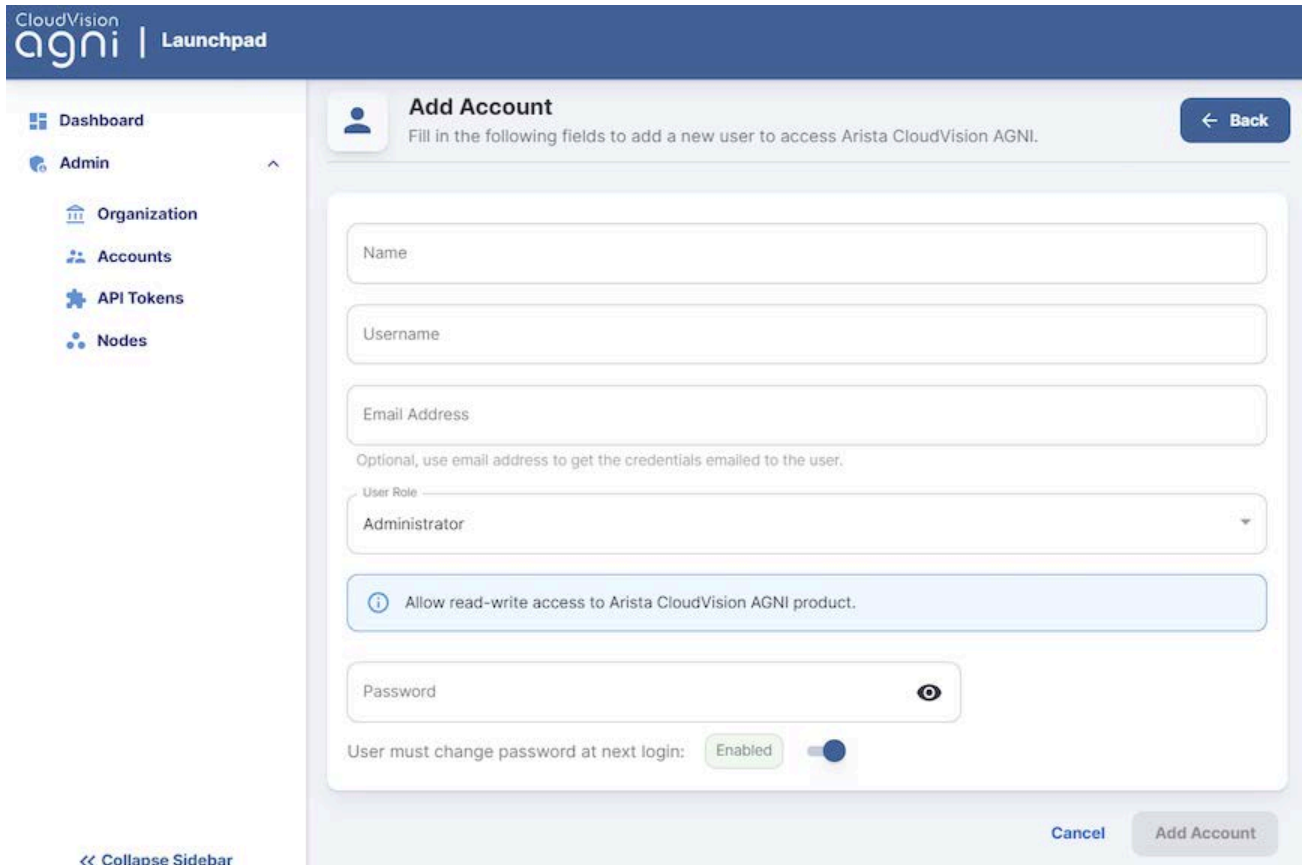 CloudVision
agni | Launchpad
Dashboard
Admin
Organization
Accounts
API Tokens
Nodes
<< Collapse Sidebar
Add Account
Fill in the following fields to add a new user to access Arista CloudVision AGNI.
← Back
Name
Username
Email Address
Optional, use email address to get the credentials emailed to the user.
User Role
Administrator
Allow read-write access to Arista CloudVision AGNI product.
Password
User must change password at next login: Enabled
Cancel
Add Account